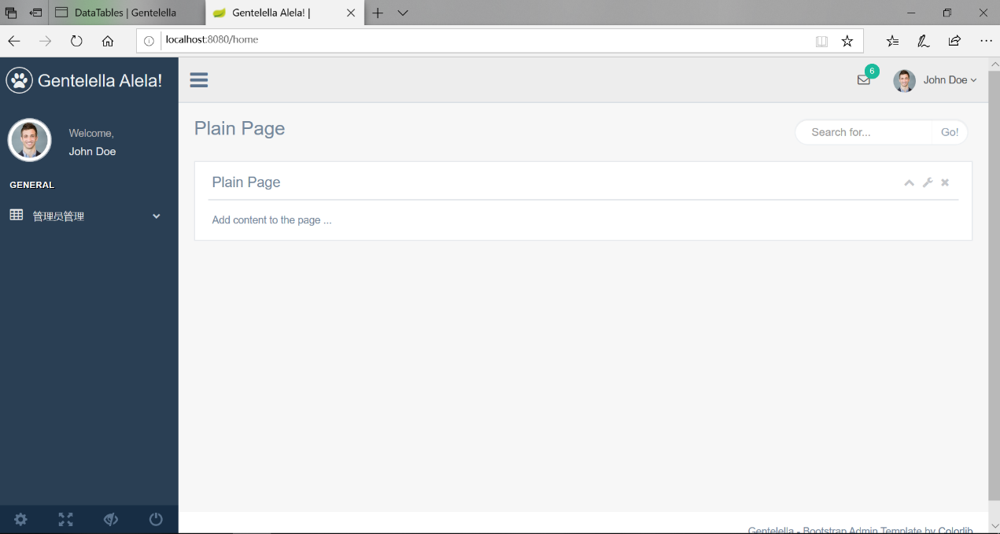 DataTables | Gentelella
Gentelella Alela! |
localhost:8080/home
Gentelella Alela!
6
John Doe
Welcome,
John Doe
GENERAL
管理员管理
Plain Page
Search for...
Go!
Plain Page
Add content to the page ...
Gentelella - Bootstrap Admin Template by Colorlib